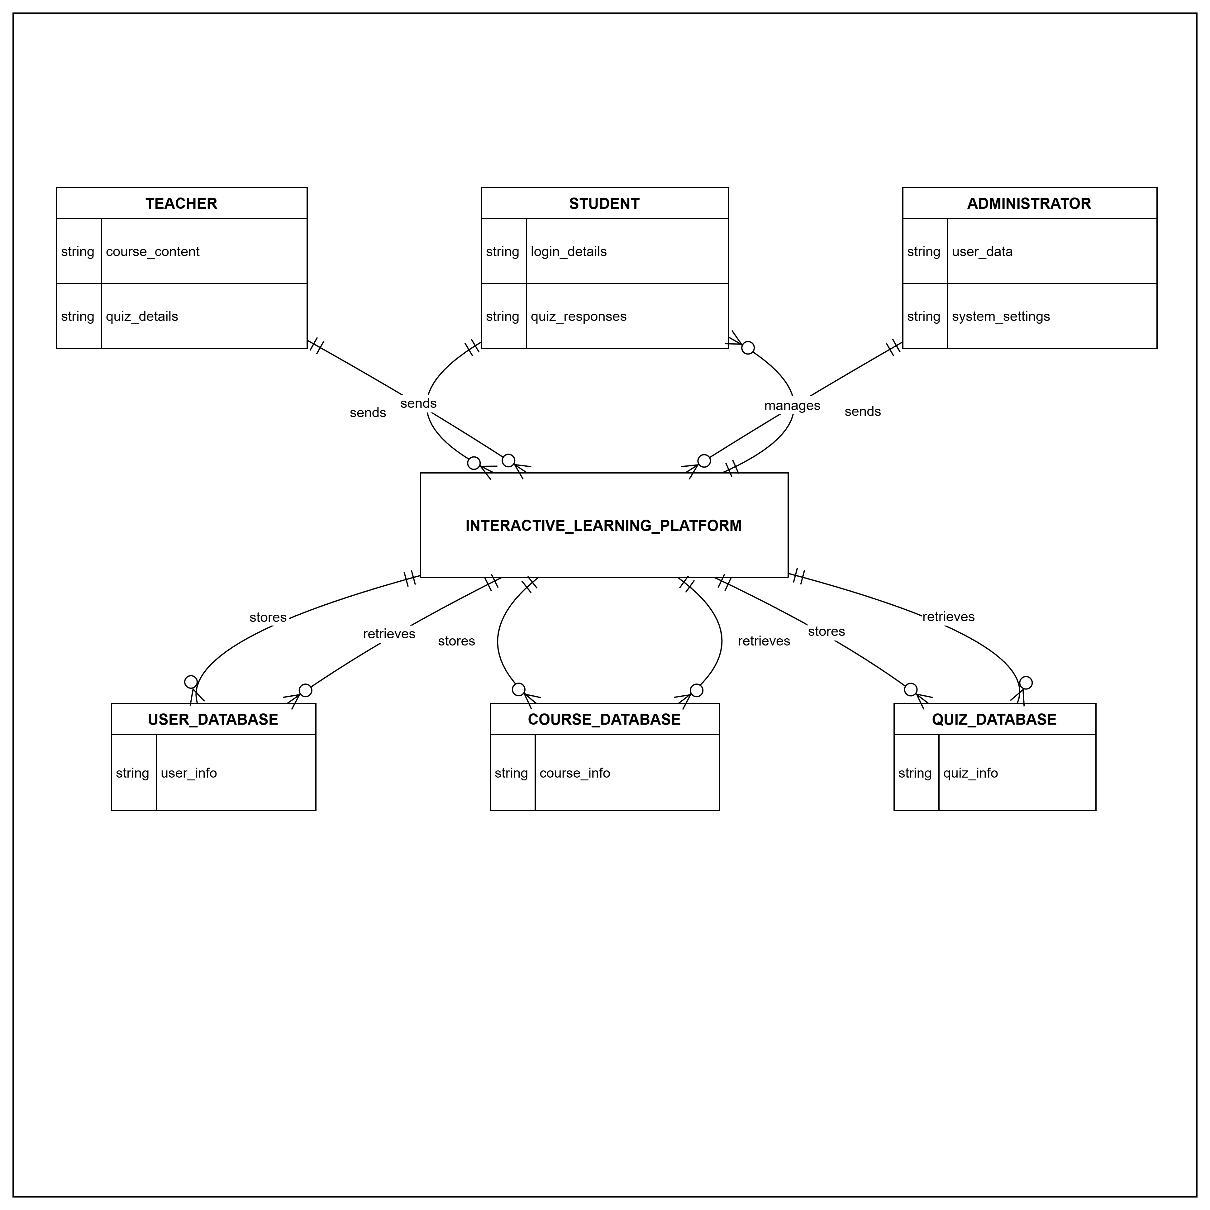 TEACHER
string course_content
string quiz_details
STUDENT
string login_details
string quiz_responses
ADMINISTRATOR
string user_data
string system_settings
sends
sends
manages
sends
INTERACTIVE_LEARNING_PLATFORM
stores
retrieves
stores
retrieves
stores
retrieves
USER_DATABASE
string user_info
COURSE_DATABASE
string course_info
QUIZ_DATABASE
string quiz_info